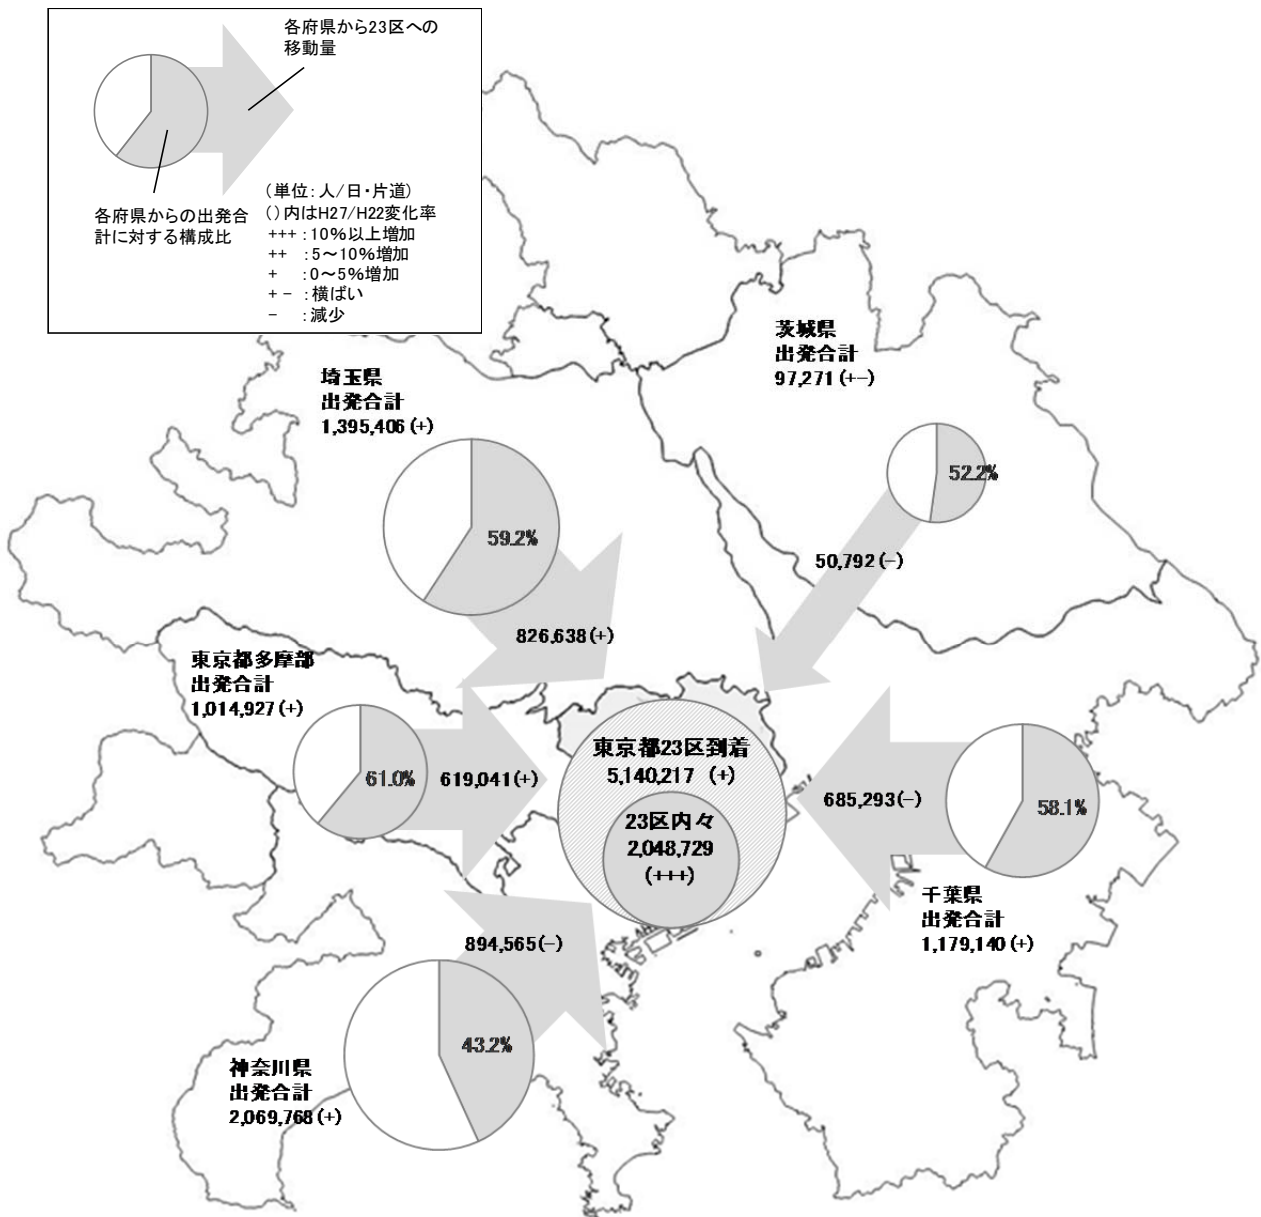 各府県から23区への
移動量
各府県からの出発合
計に対する構成比
(単位:人/日・片道)
()内はH27/H22変化率
+++ :10%以上増加
++ :5～10%増加
+ :0～5%増加
+- :横ばい
- :減少
茨城県
出発合計
97,271(+-)
埼玉県
出発合計
1,395,406(+)
52.2%
59.2%
50,792(-)
826,638(+)
東京都多摩部
出発合計
1,014,927(+)
61.0%
619,041(+)
東京都23区到着
5,140,217 (+)
23区内々
2,048,729
(+++)
685,293(-)
58.1%
千葉県
出発合計
1,179,140(+)
894,565(-)
43.2%
神奈川県
出発合計
2,069,768(+)